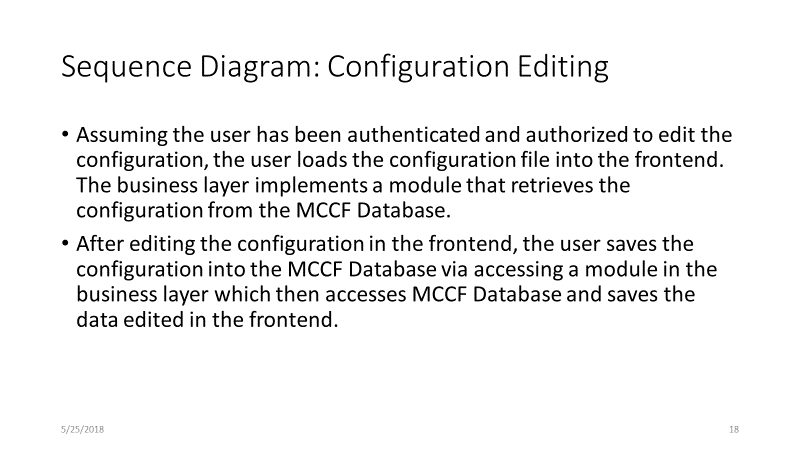 Sequence Diagram: Configuration Editing
• Assuming the user has been authenticated and authorized to edit the
configuration, the user loads the configuration file into the frontend.
The business layer implements a module that retrieves the
configuration from the MCCF Database.
• After editing the configuration in the frontend, the user saves the
configuration into the MCCF Database via accessing a module in the
business layer which then accesses MCCF Database and saves the
data edited in the frontend.
5/25/2018
18